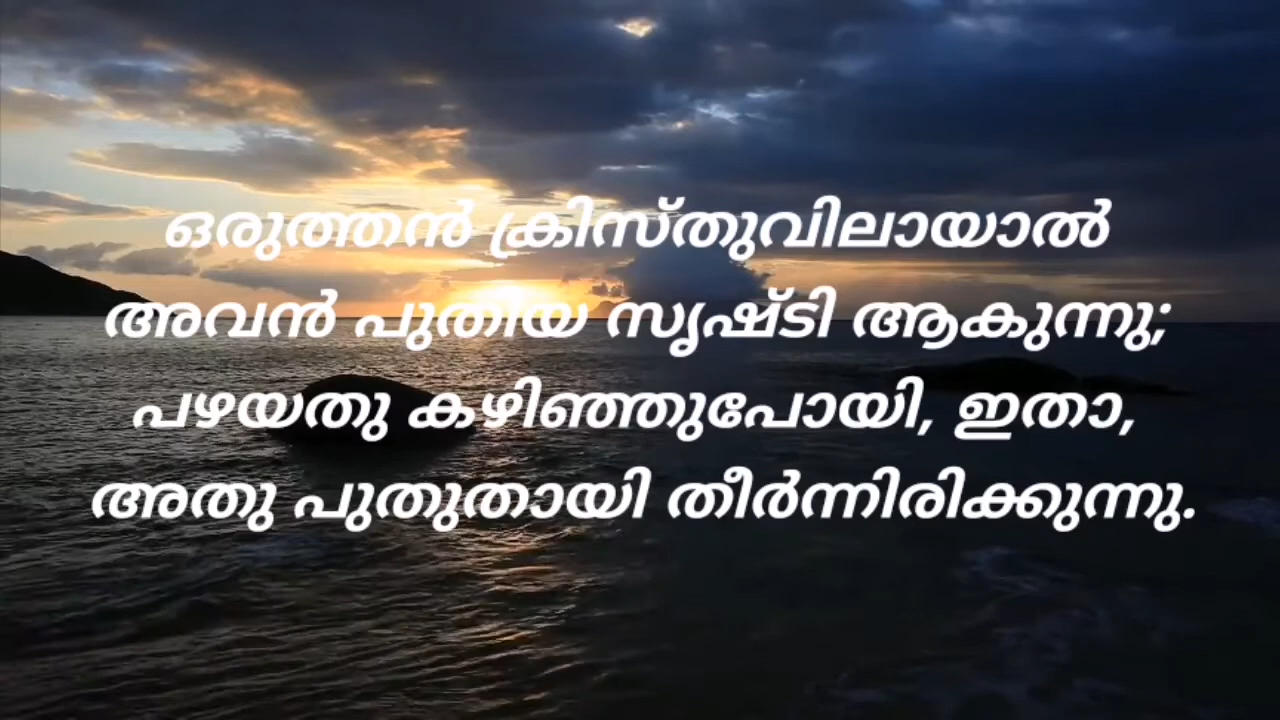 ഒരുത്തൻ ക്രിസ്തുവിലായാൽ
അവൻ പുതിയ സൃഷ്ടി ആകുന്നു;
പഴയതു കഴിഞ്ഞുപോയി, ഇതാ,
അതു പുതുതായി തീർന്നിരിക്കുന്നു.